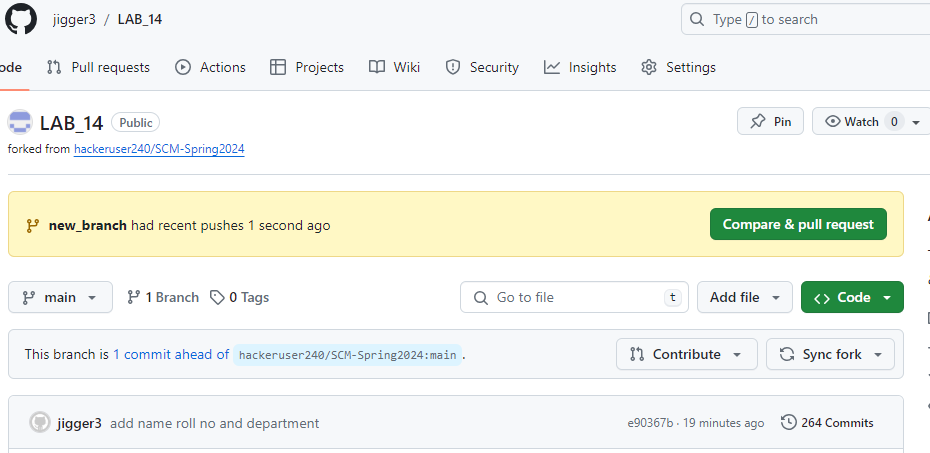 jigger3 / LAB_14
Type / to search
ode Pull requests Actions Projects Wiki Security Insights Settings
LAB_14 Public
Pin Watch 0
forked from hackeruser240/SCM-Spring2024
new_branch had recent pushes 1 second ago
Compare & pull request
main 1 Branch 0 Tags
Go to file t
Add file Code
This branch is 1 commit ahead of hackeruser240/SCM-Spring2024:main .
Contribute Sync fork
jigger3 add name roll no and department
e90367b · 19 minutes ago 264 Commits